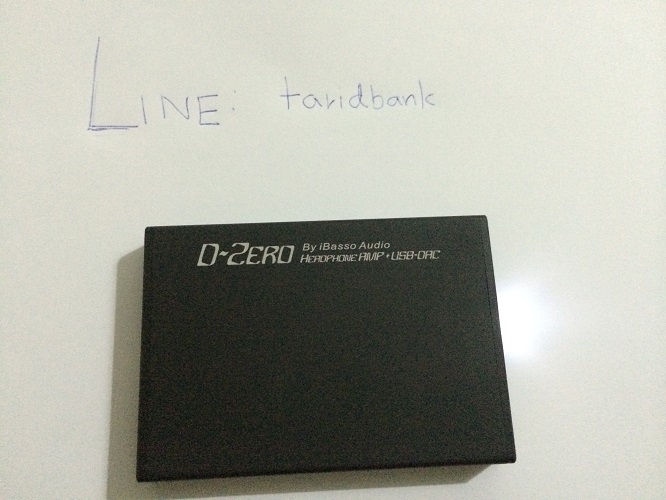 LINE: taridbank
D-ZERO By iBasso Audio
HEADPHONE AMP + USB-DAC